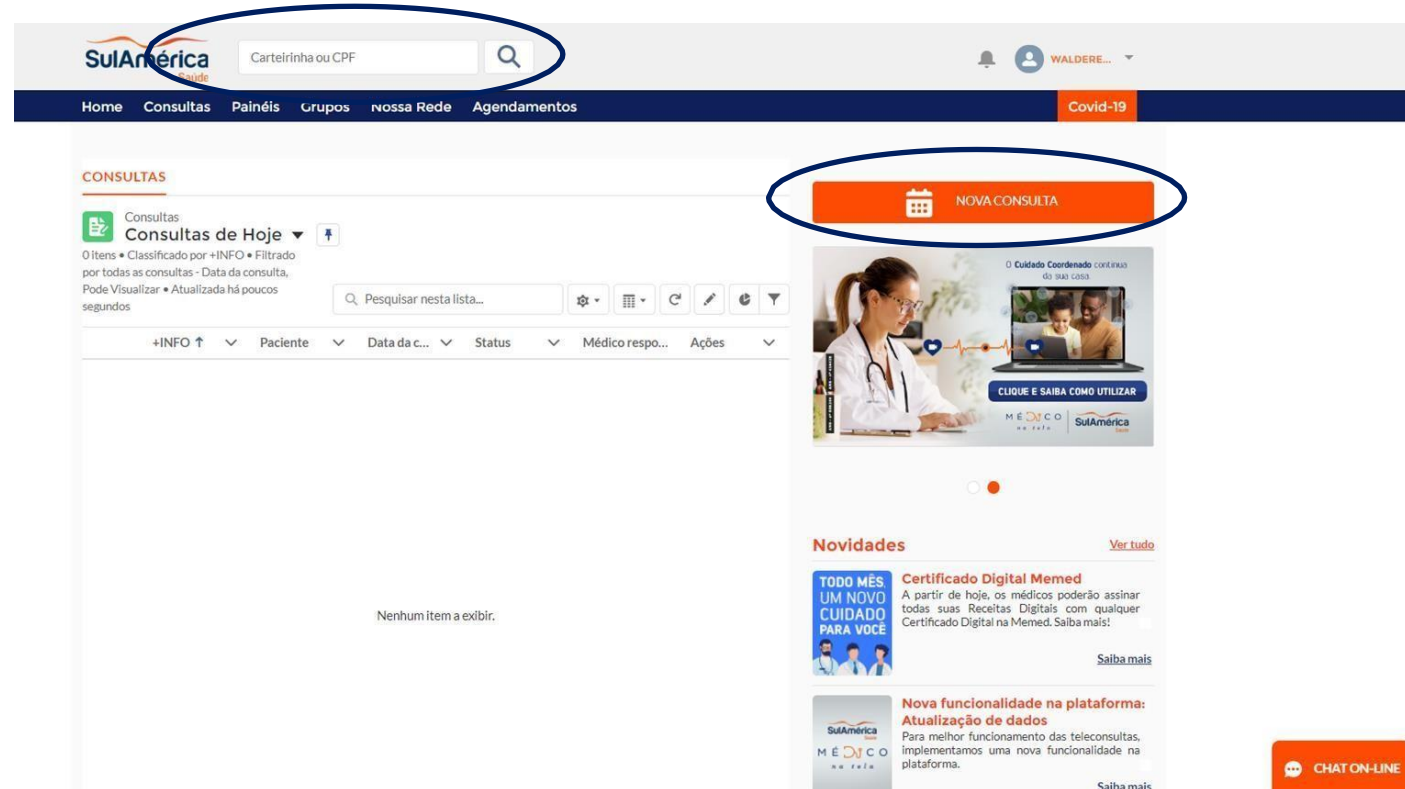 SulAmérica
Saúde
Carteirinha ou CPF
WALDERE...
Home Consultas Painéis Grupos Nossa Rede Agendamentos
Covid-19
CONSULTAS
Consultas
Consultas de Hoje
0 itens • Classificado por +INFO • Filtrado
por todas as consultas - Data da consulta,
Pode Visualizar • Atualizada há poucos
segundos
Pesquisar nesta lista...
+INFO Paciente Data da c... Status Médico respo... Ações
Nenhum item a exibir.
NOVA CONSULTA
O Cuidado Coordenado continua
da sua casa.
CLIQUE E SAIBA COMO UTILIZAR
MÉDICO
na tela
SulAmérica
Saúde
Novidades
Ver tudo
TODO MÊS,
UM NOVO
CUIDADO
PARA VOCÊ
Certificado Digital Memed
A partir de hoje, os médicos poderão assinar
todas suas Receitas Digitais com qualquer
Certificado Digital na Memed. Saiba mais!
Saiba mais
SulAmérica
Saúde
MÉDICO
na tela
Nova funcionalidade na plataforma:
Atualização de dados
Para melhor funcionamento das teleconsultas,
implementamos uma nova funcionalidade na
plataforma.
Saiba mais
CHAT ON-LINE